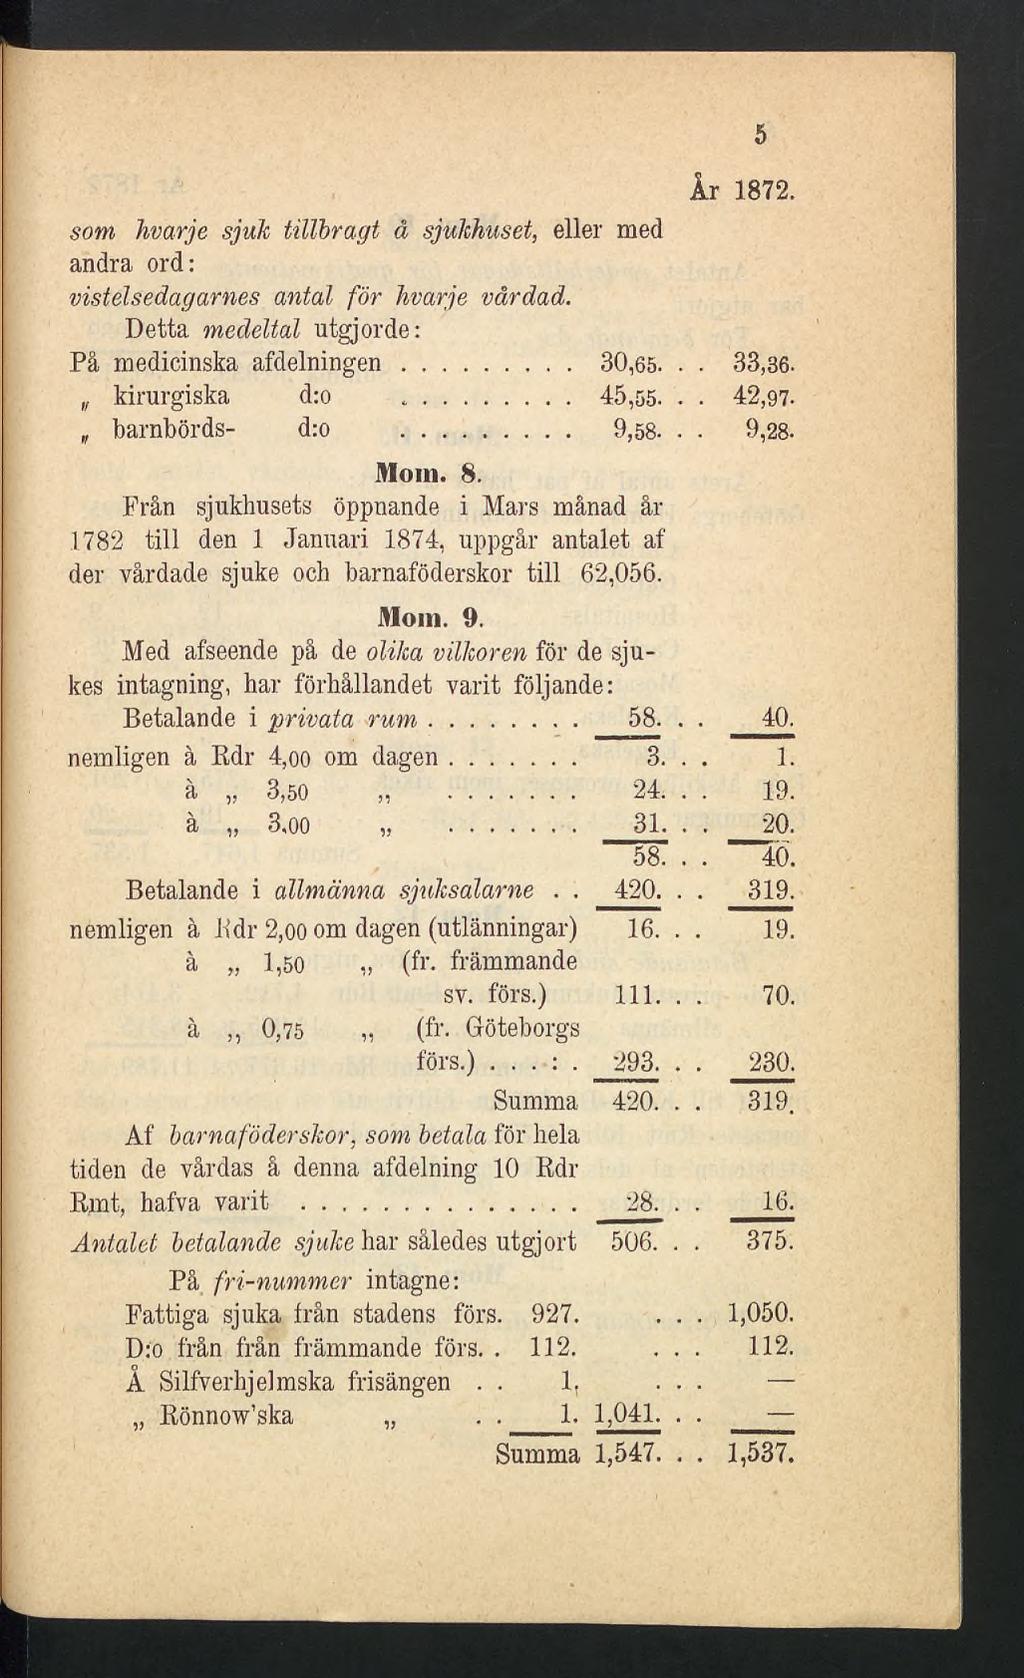 5
År 1872.
som hvarje sjuk tillbragt å sjukhuset, eller med
andra ord:
vistelsedagarnes antal för hvarje vårdad.
Detta medeltal utgjorde:
På medicinska afdelningen . . . . . . . . . 30,65. . . 33,36.
„ kirurgiska d:o . . . . . . . . . 45,55. . . 42,97.
„ barnbörds- d:o . . . . . . . . . 9,58. . . 9,28.
Mom. 8.
Från sjukhusets öppnande i Mars månad år
1782 till den 1 Januari 1874, uppgår antalet af
der vårdade sjuke och barnaföderskor till 62,056.
Mom. 9.
Med afseende på de olika vilkoren för de sju-
kes intagning, har förhållandet varit följande:
Betalande i privata rum . . . . . . . . 58. . . 40.
nemligen à Rdr 4,00 om dagen . . . . . . . 3. . . 1.
à „ 3,50 „ . . . . . . . 24. . . 19.
à „ 3.00 „ . . . . . . . 31. . . 20.
58. . . 40.
Betalande i allmänna sjuksalarne . . 420. . . 319.
nemligen à Rdr 2,00 om dagen (utlänningar) 16. . . 19.
à „ 1,50 „ (fr. främmande
sv. förs.) 111. . . 70.
à „ 0,75 „ (fr. Göteborgs
förs.) . . . . : . 293. . . 230.
Summa 420. . . 319.
Af barnaföderskor, som betala för hela
tiden de vårdas å denna afdelning 10 Rdr
Rmt, hafva varit . . . . . . . . . . . . . . 28. . . 16.
Antalet betalande sjuke har således utgjort 506. . . 375.
På fri-nummer intagne:
Fattiga sjuka från stadens förs. 927. . . . 1,050.
D:o från från främmande förs. . 112. . . . 112.
Å Silfverhjelmska frisängen . . 1. . . . —
„ Rönnow'ska „ . . 1. 1,041. . . —
Summa 1,547. . . 1,537.